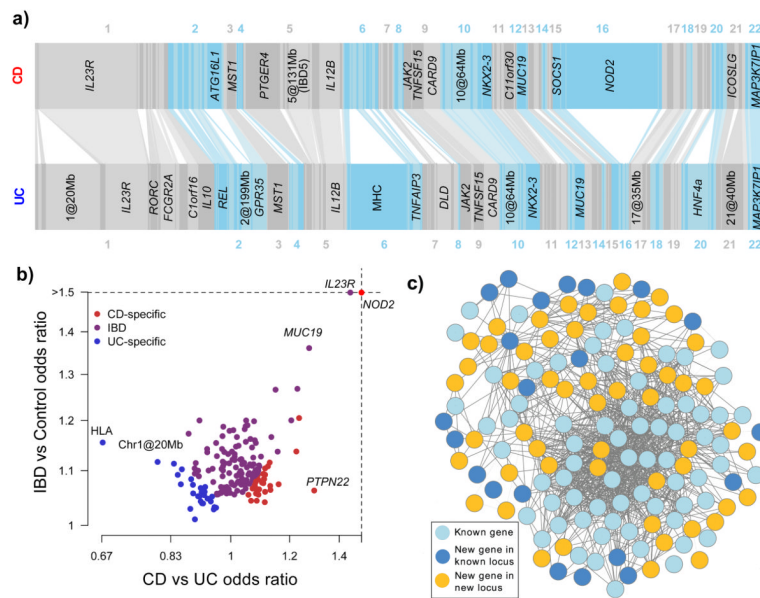 a)
1 2 3 4 5 6 7 8 9 10 11 12 13 14 15 16 17 18 19 20 21 22
CD
IL23R
ATG16L1
MST1
PTGER4
5@131Mb
(IBD5)
IL12B
JAK2
TNFSF15
CARD9
10@64Mb
NKX2-3
C11orf30
MUC19
SOCS1
NOD2
ICOSLG
MAP3K7IP1
UC
1@20Mb
IL23R
RORC
FCGR2A
C1orf16
IL10
REL
2@199Mb
GPR35
MST1
IL12B
MHC
TNFAIP3
DLD
JAK2
TNFSF15
CARD9
10@64Mb
NKX2-3
MUC19
17@35Mb
HNF4a
21@40Mb
MAP3K7IP1
1 2 3 4 5 6 7 8 9 10 11 12 13 14 15 16 17 18 19 20 21 22
b)
IL23R
>1.5
NOD2
CD-specific
IBD
UC-specific
1.4
MUC19
1.3
1.2
HLA
Chr1@20Mb
1.1
PTPN22
1
IBD vs Control odds ratio
0.67 0.83 1 1.2 1.4
CD vs UC odds ratio
c)
Known gene
New gene in
known locus
New gene in
new locus